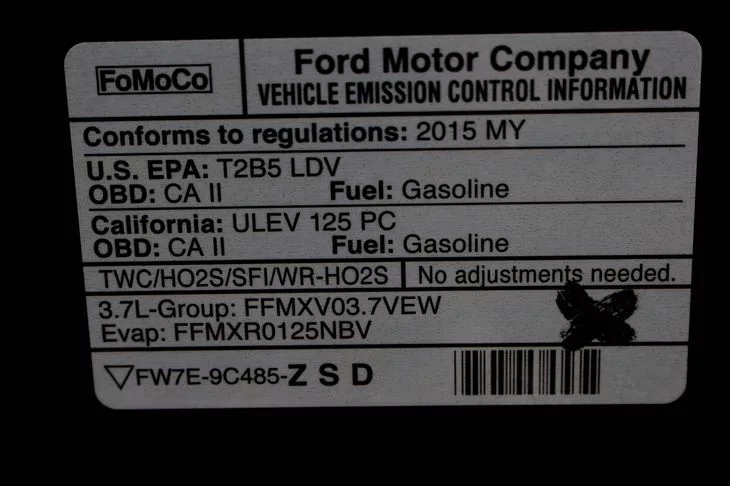 FoMoCo
Ford Motor Company
VEHICLE EMISSION CONTROL INFORMATION
Conforms to regulations: 2015 MY
U.S. EPA: T2B5 LDV
OBD: CA II Fuel: Gasoline
California: ULEV 125 PC
OBD: CA II Fuel: Gasoline
TWC/HO2S/SFI/WR-HO2S No adjustments needed.
3.7L-Group: FFMXV03.7VEW
Evap: FFMXR0125NBV
FW7E-9C485-Z S D